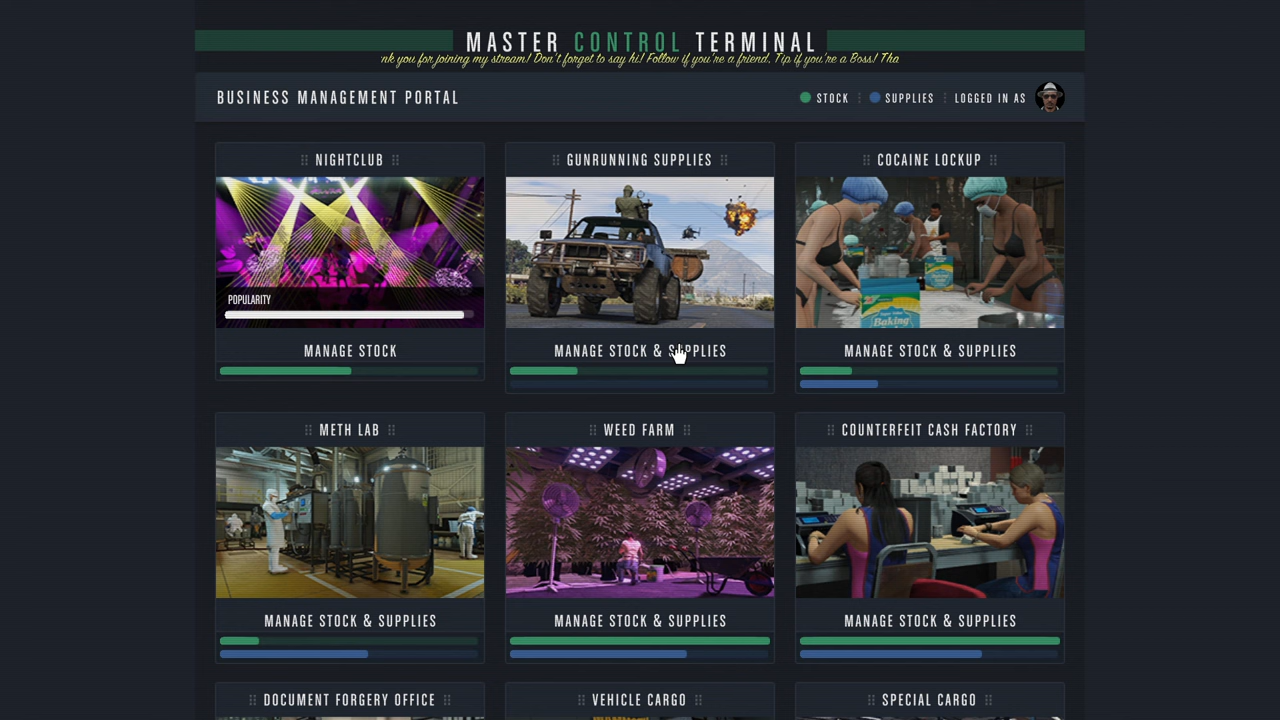 MASTER CONTROL TERMINAL
nk you for joining my stream! Don't forget to say hi! Follow if you're a friend, Tip if you're a Boss! Tha
BUSINESS MANAGEMENT PORTAL
STOCK
SUPPLIES
LOGGED IN AS
NIGHTCLUB
GUNRUNNING SUPPLIES
COCAINE LOCKUP
POPULARITY
Baking
MANAGE STOCK
MANAGE STOCK & SUPPLIES
MANAGE STOCK & SUPPLIES
METH LAB
WEED FARM
COUNTERFEIT CASH FACTORY
MANAGE STOCK & SUPPLIES
MANAGE STOCK & SUPPLIES
MANAGE STOCK & SUPPLIES
DOCUMENT FORGERY OFFICE
VEHICLE CARGO
SPECIAL CARGO